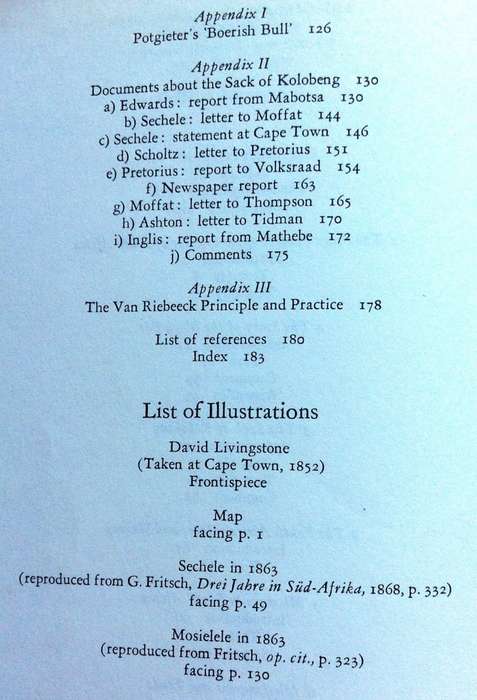 Appendix I
Potgieter's 'Boerish Bull' 126
Appendix II
Documents about the Sack of Kolobeng 130
a) Edwards: report from Mabotsa 130
b) Sechele: letter to Moffat 144
c) Sechele: statement at Cape Town 146
d) Scholtz: letter to Pretorius 151
e) Pretorius: report to Volksraad 154
f) Newspaper report 163
g) Moffat: letter to Thompson 165
h) Ashton: letter to Tidman 170
i) Inglis: report from Mathebe 172
j) Comments 175
Appendix III
The Van Riebeeck Principle and Practice 178
List of references 180
Index 183
List of Illustrations
David Livingstone
(Taken at Cape Town, 1852)
Frontispiece
Map
facing p. 1
Sechele in 1863
(reproduced from G. Fritsch, Drei Jahre in Süd-Afrika, 1868, p. 332)
facing p. 49
Mosielele in 1863
(reproduced from Fritsch, op. cit., p. 323)
facing p. 130